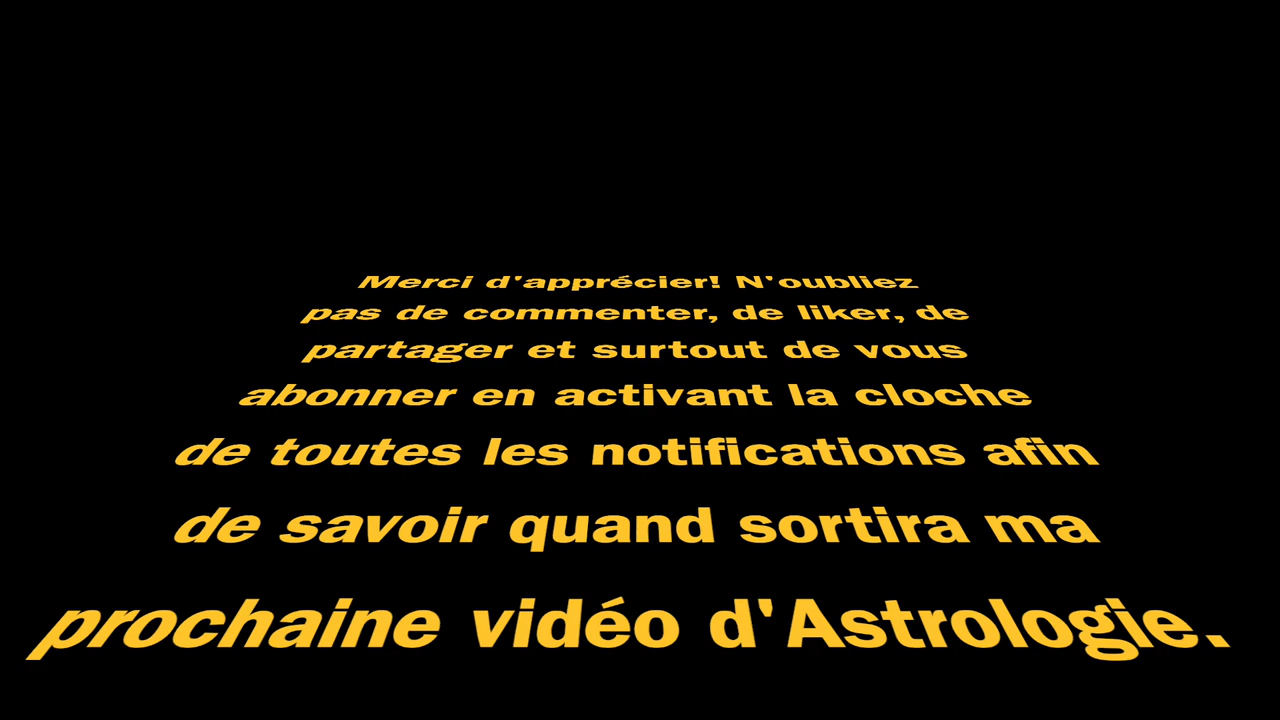 Merci d'apprécier! N'oubliez
pas de commenter, de liker, de
partager et surtout de vous
abonner en activant la cloche
de toutes les notifications afin
de savoir quand sortira ma
prochaine vidéo d'Astrologie.